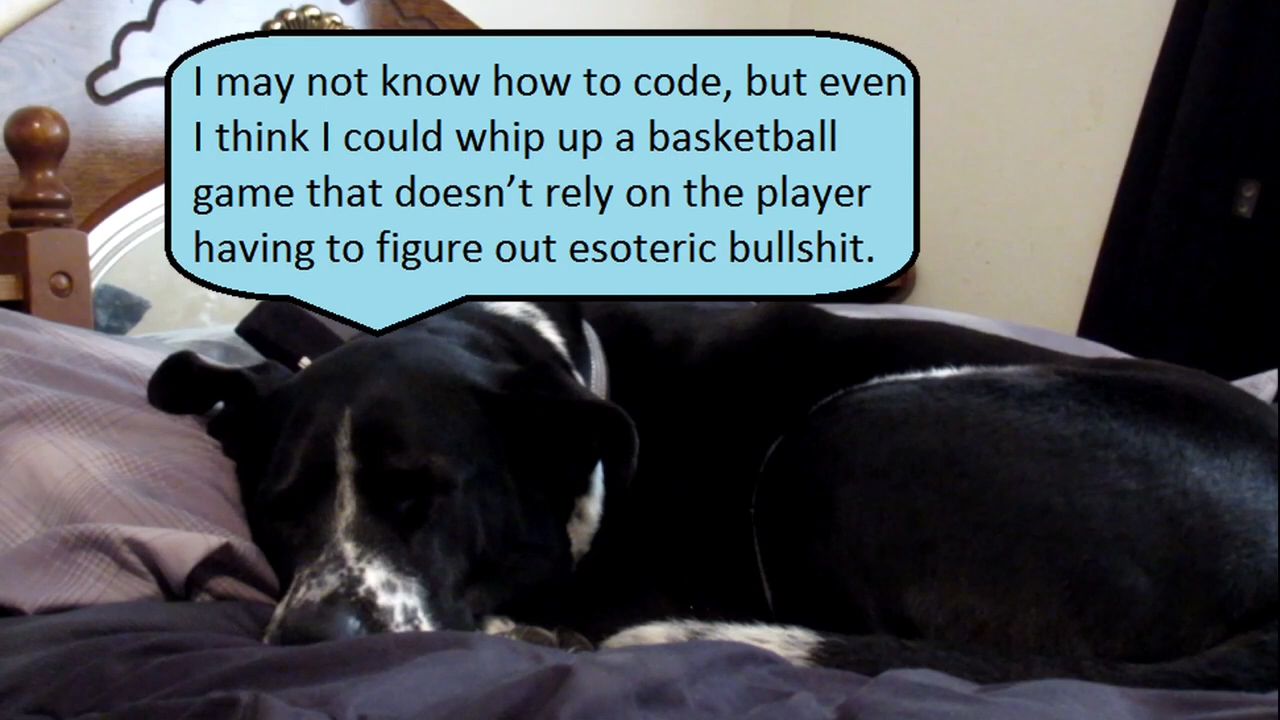 I may not know how to code, but even
I think I could whip up a basketball
game that doesn’t rely on the player
having to figure out esoteric bullshit.